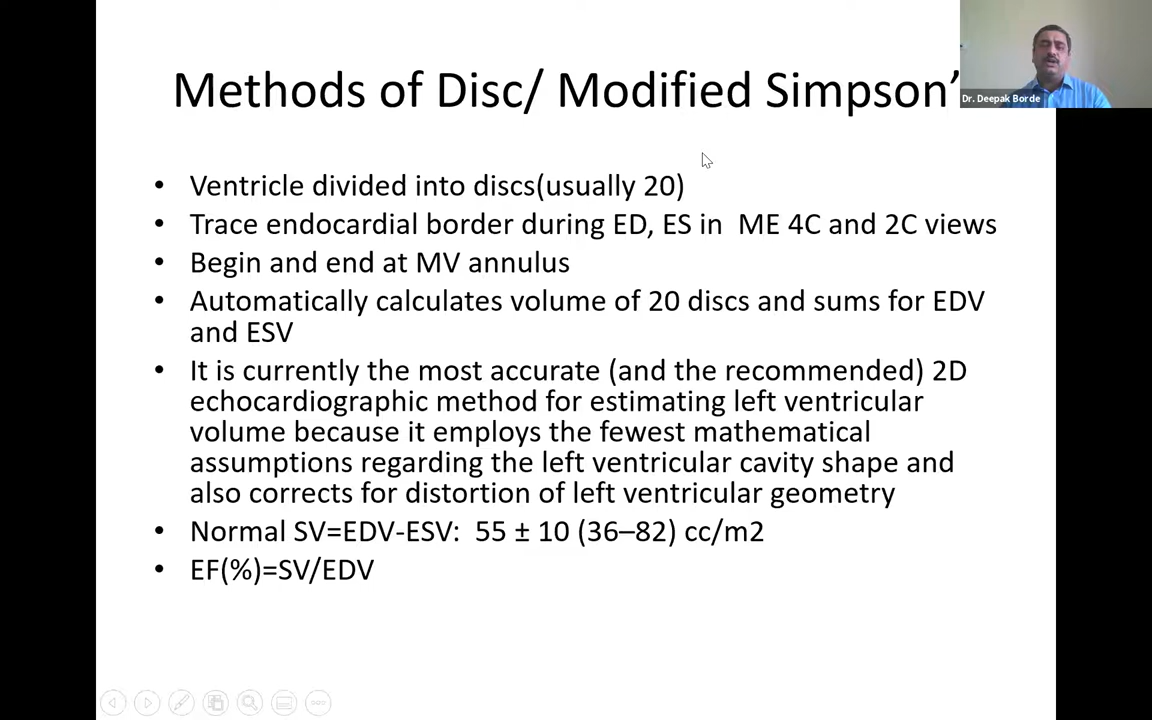 Methods of Disc/ Modified Simpson’
Dr. Deepak Borde
• Ventricle divided into discs(usually 20)
• Trace endocardial border during ED, ES in ME 4C and 2C views
• Begin and end at MV annulus
• Automatically calculates volume of 20 discs and sums for EDV
and ESV
• It is currently the most accurate (and the recommended) 2D
echocardiographic method for estimating left ventricular
volume because it employs the fewest mathematical
assumptions regarding the left ventricular cavity shape and
also corrects for distortion of left ventricular geometry
• Normal SV=EDV-ESV: 55 ± 10 (36–82) cc/m2
• EF(%)=SV/EDV